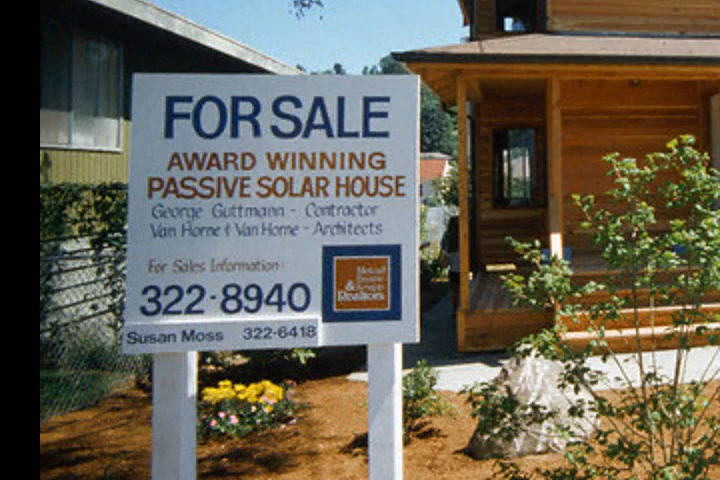 FOR SALE
AWARD WINNING
PASSIVE SOLAR HOUSE
George Guttmann - Contractor
Van Horne & Van Horne - Architects
For Sales Information:
322-8940
& 
Realtors
Susan Moss 322-6418